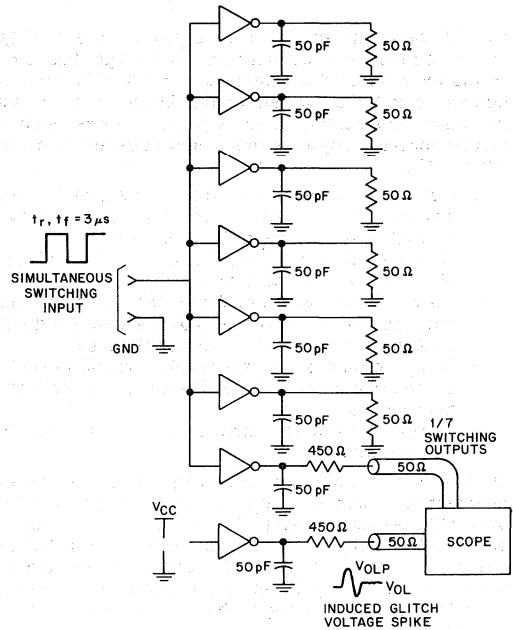 50 pF
50Ω
50 pF
50Ω
50 pF
50Ω
50 pF
50Ω
50 pF
50Ω
50 pF
50Ω
tr, tf = 3 μs
SIMULTANEOUS
SWITCHING
INPUT
GND
1/7
SWITCHING
OUTPUTS
450Ω
50Ω
50 pF
VCC
450Ω
50Ω
SCOPE
50 pF
VOLP
VOL
INDUCED GLITCH
VOLTAGE SPIKE